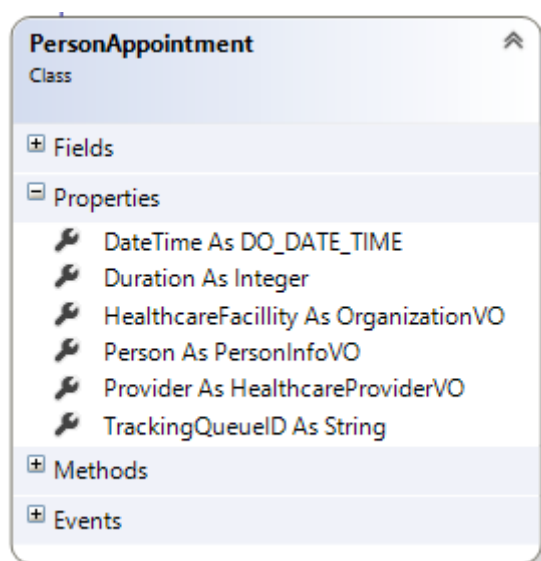 PersonAppointment
Class
Fields
Properties
DateTime As DO_DATE_TIME
Duration As Integer
HealthcareFacillity As OrganizationVO
Person As PersonInfoVO
Provider As HealthcareProviderVO
TrackingQueueID As String
Methods
Events